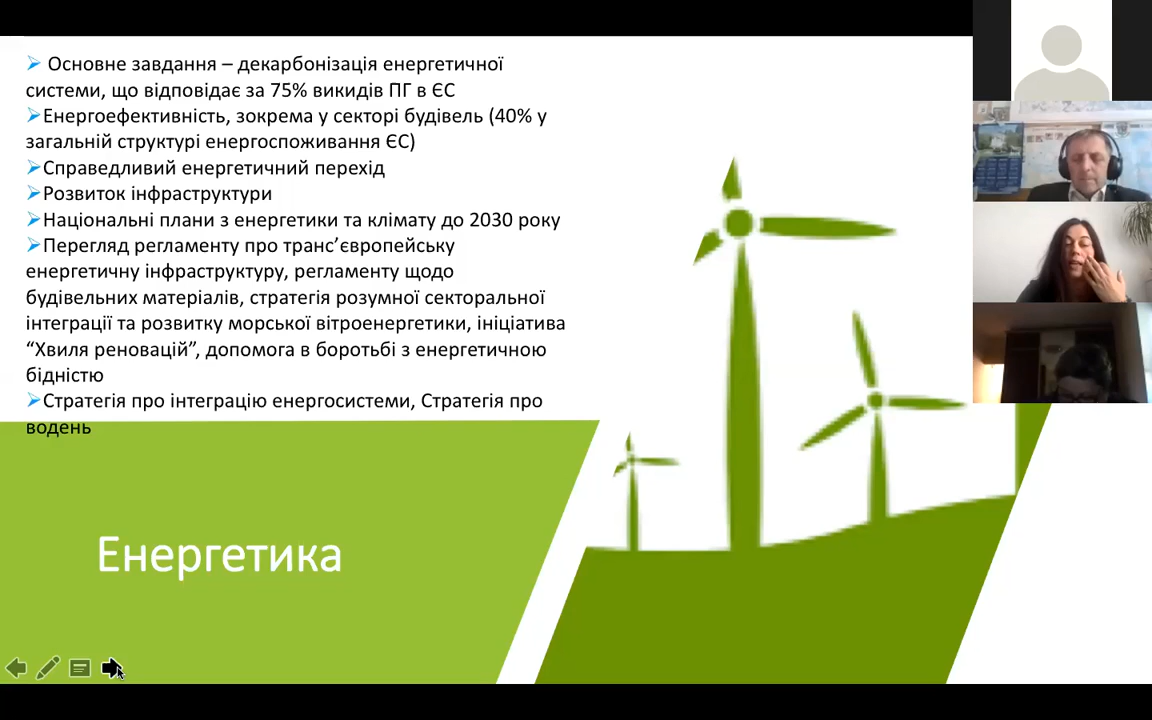 Основне завдання – декарбонізація енергетичної
системи, що відповідає за 75% викидів ПГ в ЄС
Енергоефективність, зокрема у секторі будівель (40% у
загальній структурі енергоспоживання ЄС)
Справедливий енергетичний перехід
Розвиток інфраструктури
Національні плани з енергетики та клімату до 2030 року
Перегляд регламенту про транс’європейську
енергетичну інфраструктуру, регламенту щодо
будівельних матеріалів, стратегія розумної секторальної
інтеграції та розвитку морської вітроенергетики, ініціатива
“Хвиля реновацій”, допомога в боротьбі з енергетичною
бідністю
Стратегія про інтеграцію енергосистеми, Стратегія про
водень
Енергетика